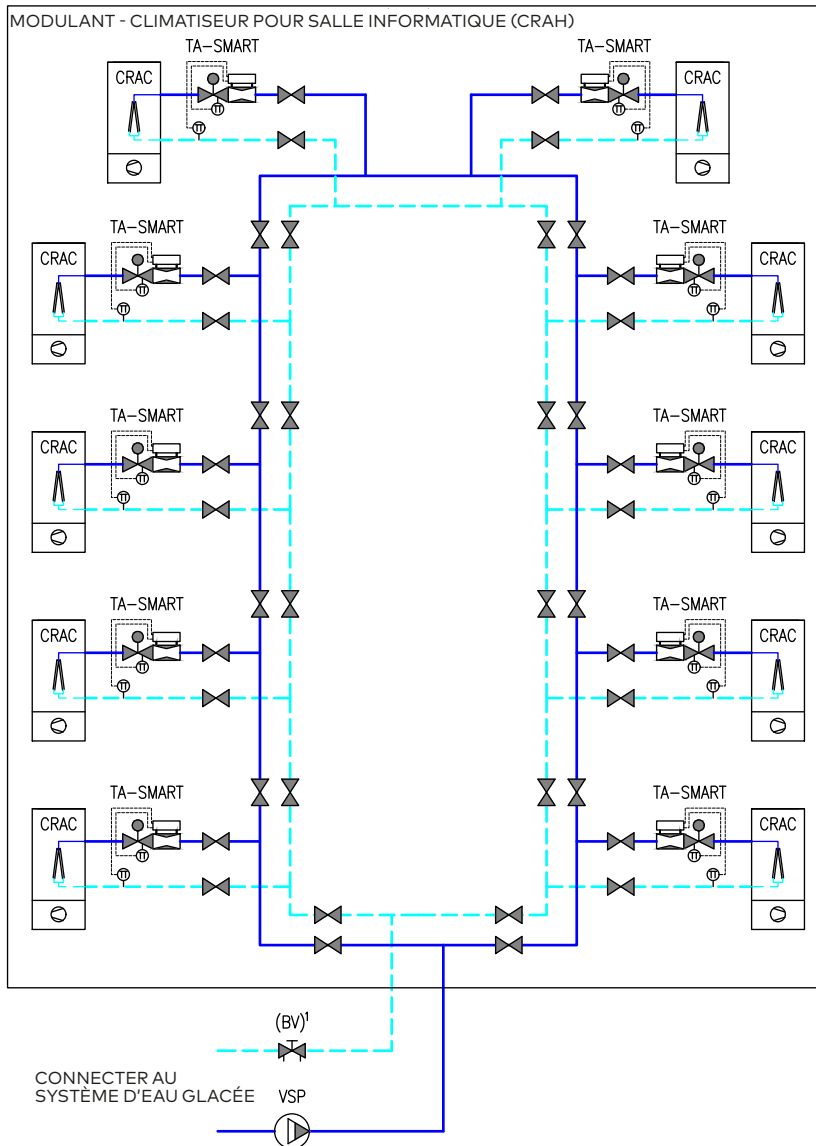 MODULANT - CLIMATISEUR POUR SALLE INFORMATIQUE (CRAH)
TA-SMART
TA-SMART
CRAC
CRAC
TA-SMART
TA-SMART
CRAC
CRAC
TA-SMART
TA-SMART
CRAC
CRAC
TA-SMART
TA-SMART
CRAC
CRAC
TA-SMART
TA-SMART
CRAC
CRAC
(BV)¹
CONNECTER AU
SYSTÈME D'EAU GLACÉE
VSP